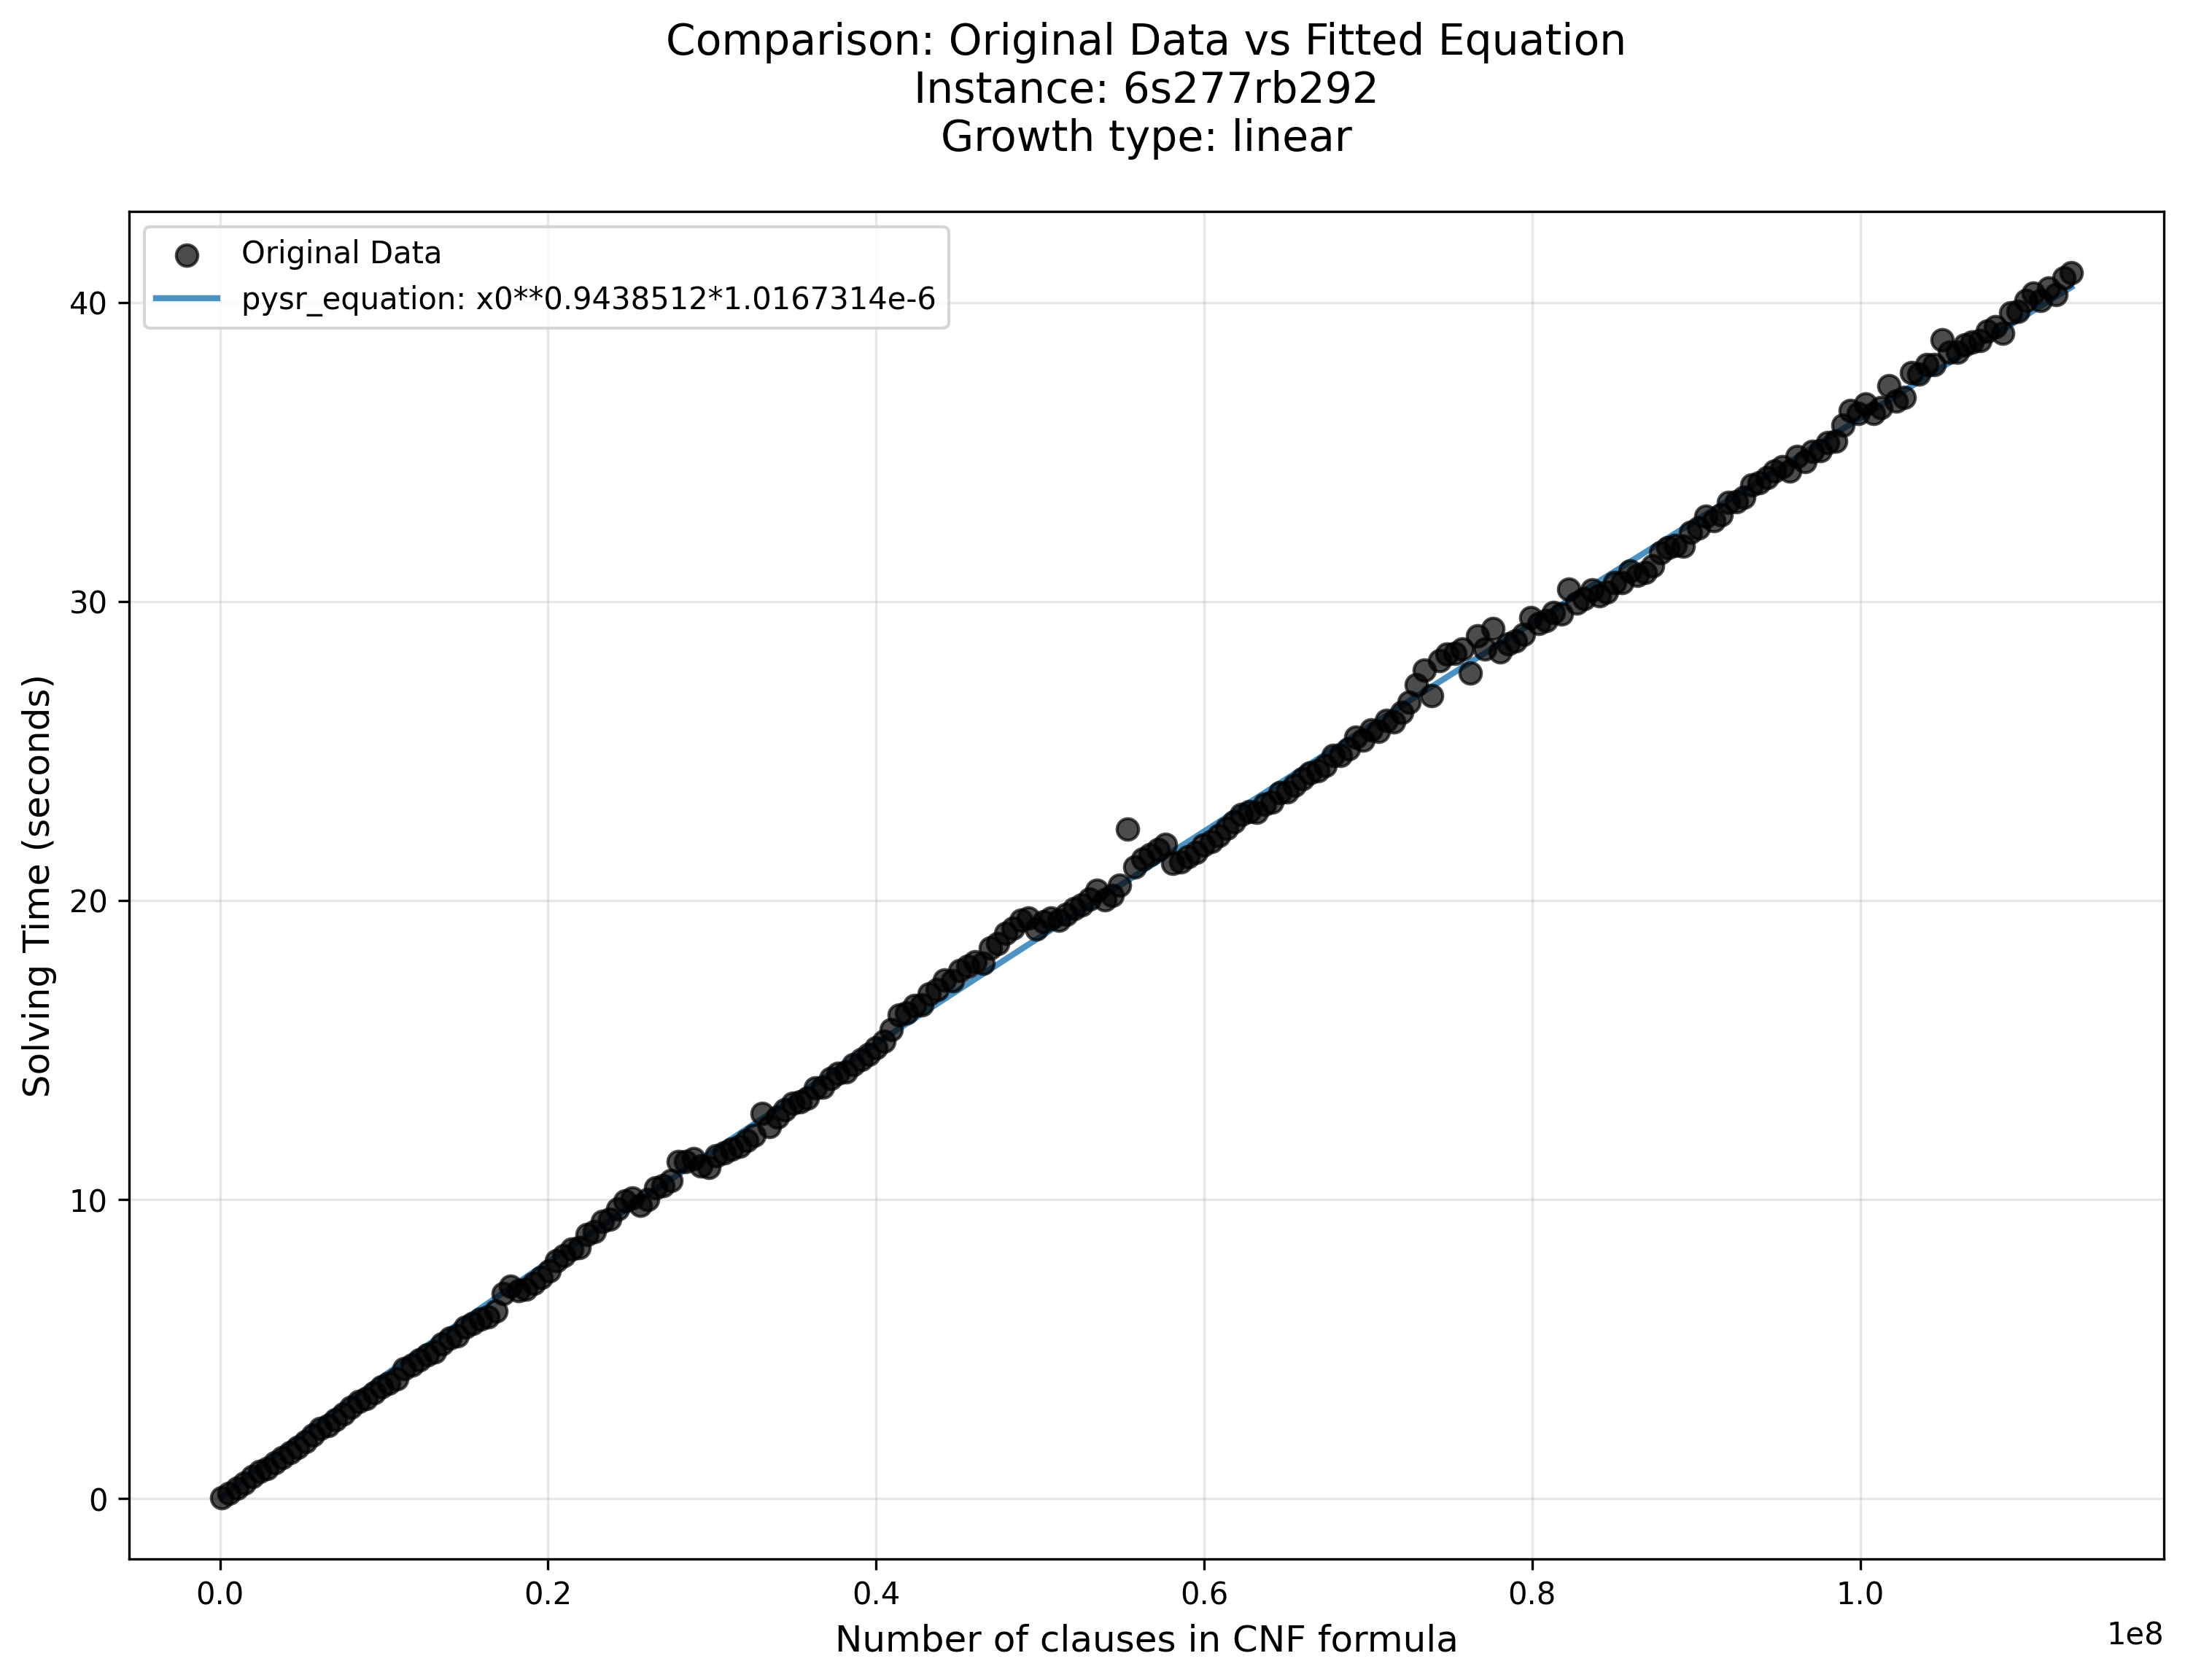 Comparison: Original Data vs Fitted Equation
Instance: 6s277rb292
Growth type: linear
Original Data
pysr_equation: x0**0.9438512*1.0167314e-6
40
30
20
10
0
Solving Time (seconds)
0.0 0.2 0.4 0.6 0.8 1.0
1e8
Number of clauses in CNF formula